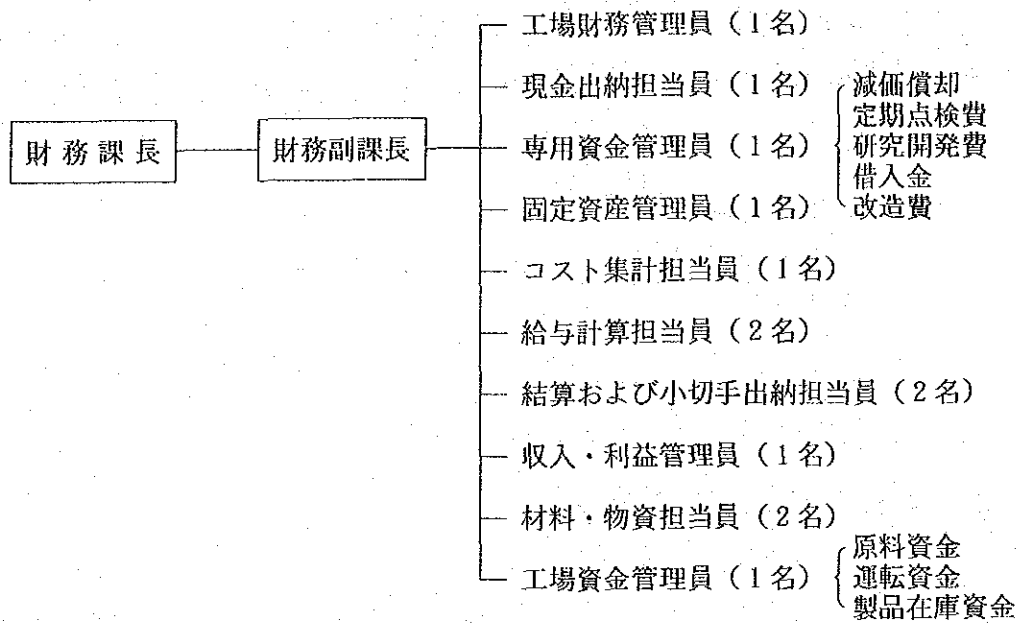 財務課長
財務副課長
工場財務管理員（1名）
現金出納担当員（1名）
専用資金管理員（1名）
固定資産管理員（1名）
減価償却
定期点検費
研究開発費
借入金
改造費
コスト集計担当員（1名）
給与計算担当員（2名）
結算および小切手出納担当員（2名）
収入・利益管理員（1名）
材料・物資担当員（2名）
工場資金管理員（1名）
原料資金
運転資金
製品在庫資金